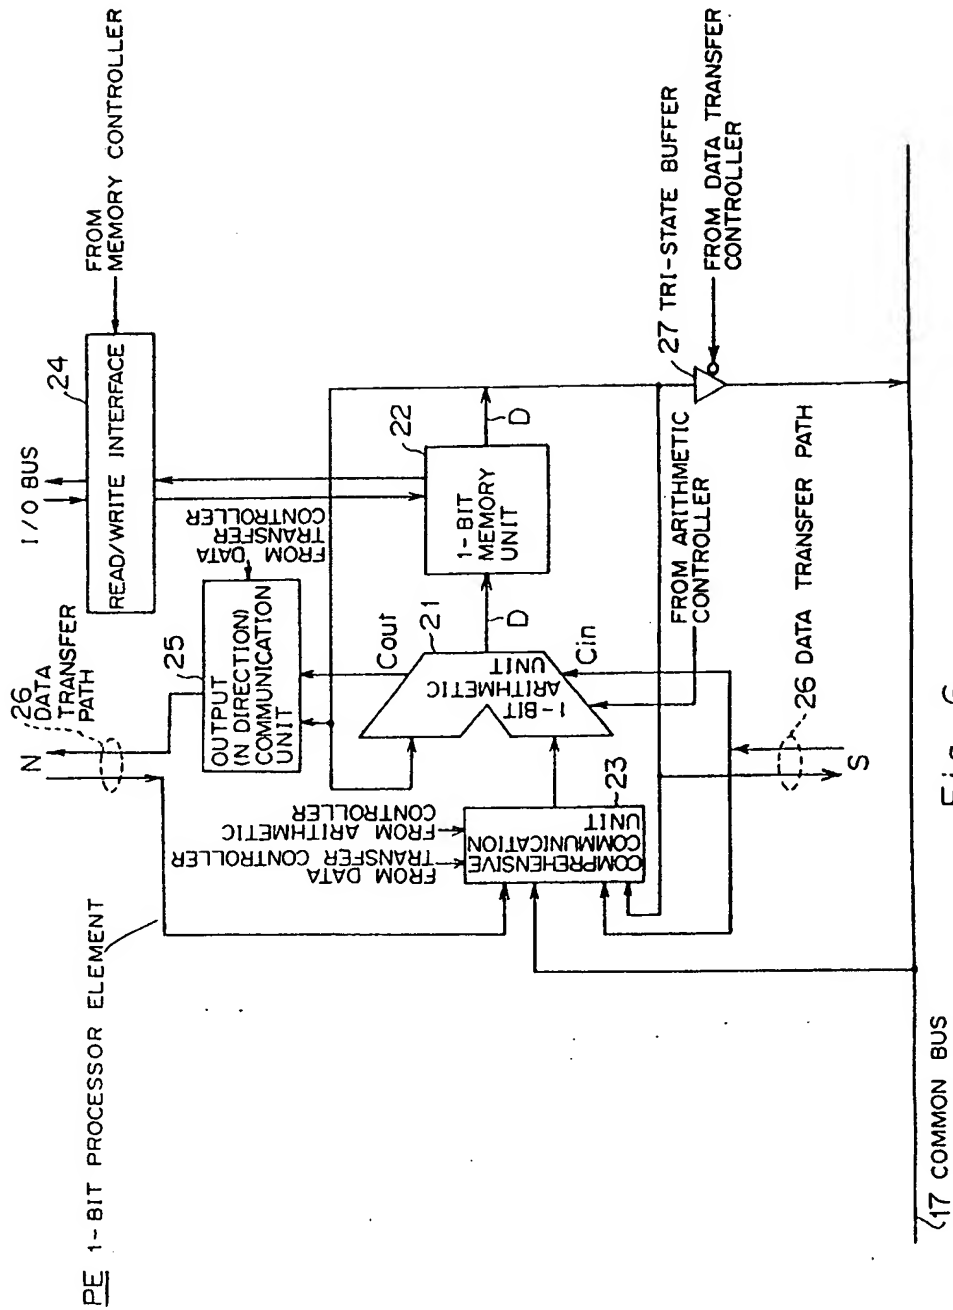 PE 1-BIT PROCESSOR ELEMENT
26
DATA
TRANSFER
PATH
N
I/O BUS
24
READ/WRITE INTERFACE
FROM
MEMORY CONTROLLER
25
OUTPUT
(N DIRECTION)
COMMUNICATION
UNIT
FROM DATA
TRANSFER
CONTROLLER
Cout
21
1-BIT
ARITHMETIC
UNIT
Cin
D
22
1-BIT
MEMORY
UNIT
D
FROM DATA
TRANSFER CONTROLLER
FROM ARITHMETIC
CONTROLLER
COMPREHENSIVE
COMMUNICATION
UNIT
23
FROM ARITHMETIC
CONTROLLER
27 TRI-STATE BUFFER
FROM DATA TRANSFER
CONTROLLER
26 DATA TRANSFER PATH
S
17 COMMON BUS